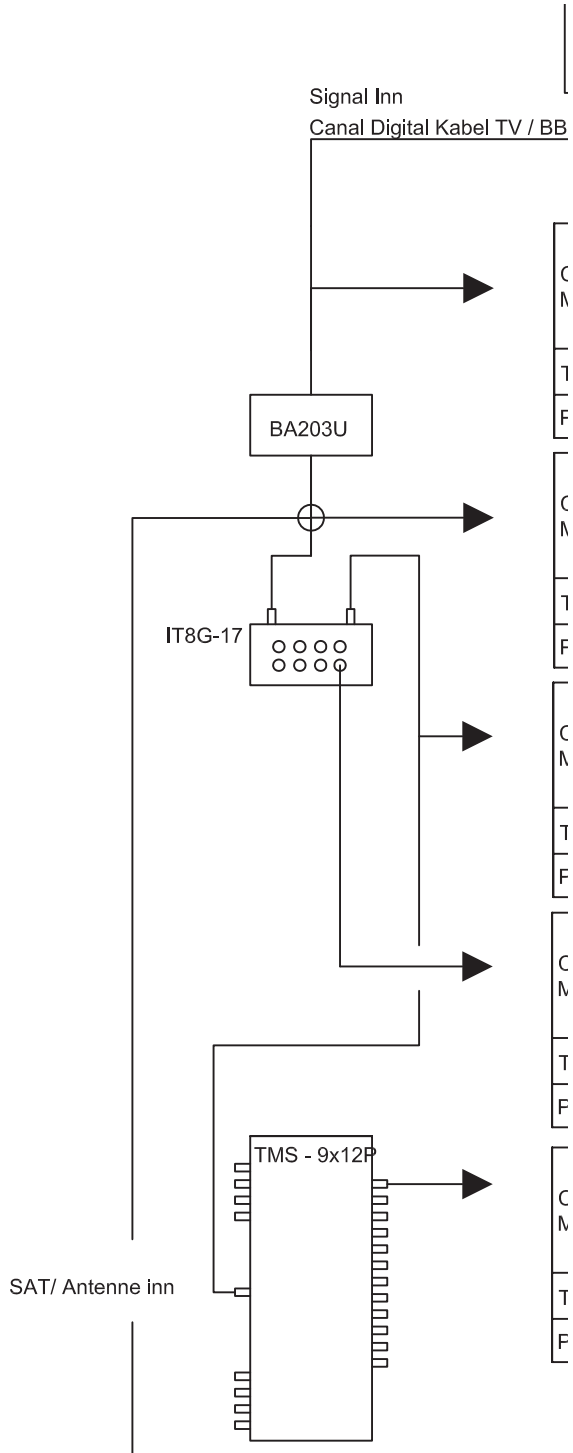 Signal Inn
Canal Digital Kabel TV / BB
BA203U
IT8G-17
TMS - 9x12P
SAT/ Antenne inn